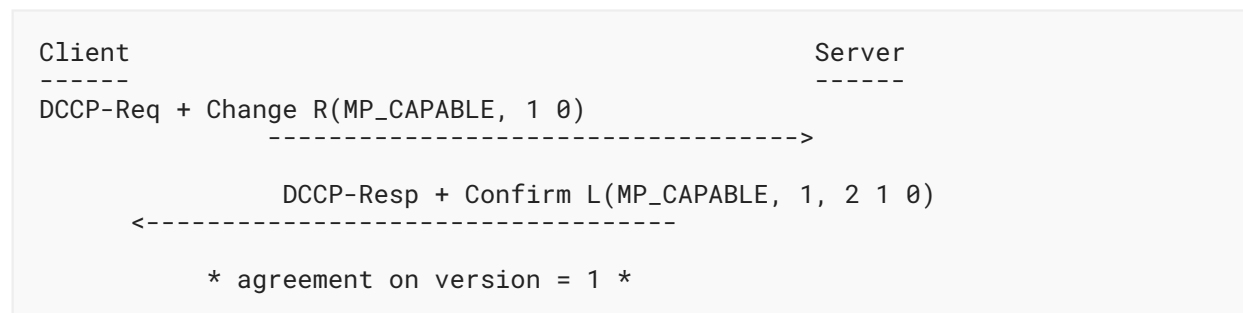 Client                                             Server
------                                             ------
DCCP-Req + Change R(MP_CAPABLE, 1 0)
               ----------------------------------->

                DCCP-Resp + Confirm L(MP_CAPABLE, 1, 2 1 0)
      <-----------------------------------

           * agreement on version = 1 *